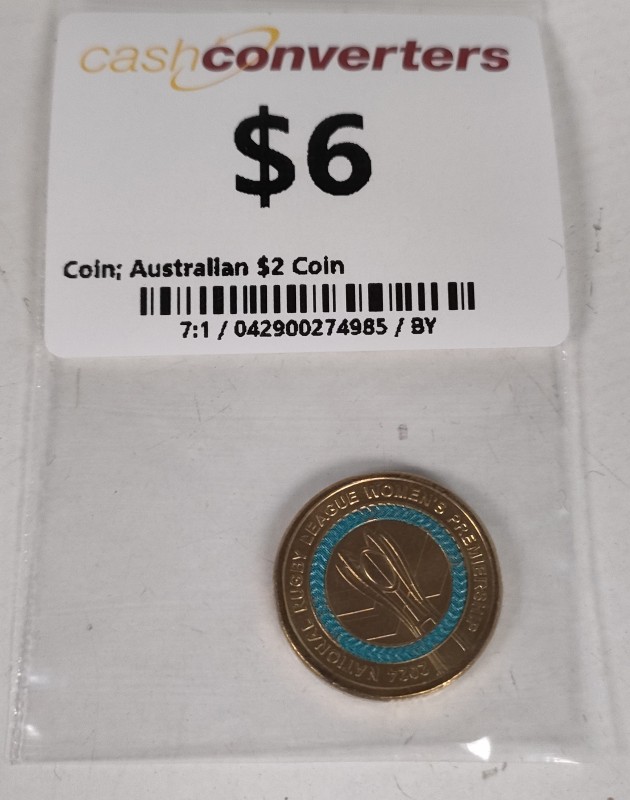 cashconverters
$6
Coin; Australian $2 Coin
7:1 / 042900274985 / BY
2024 NATIONAL RUGBY LEAGUE WOMEN'S PREMIERSHIP